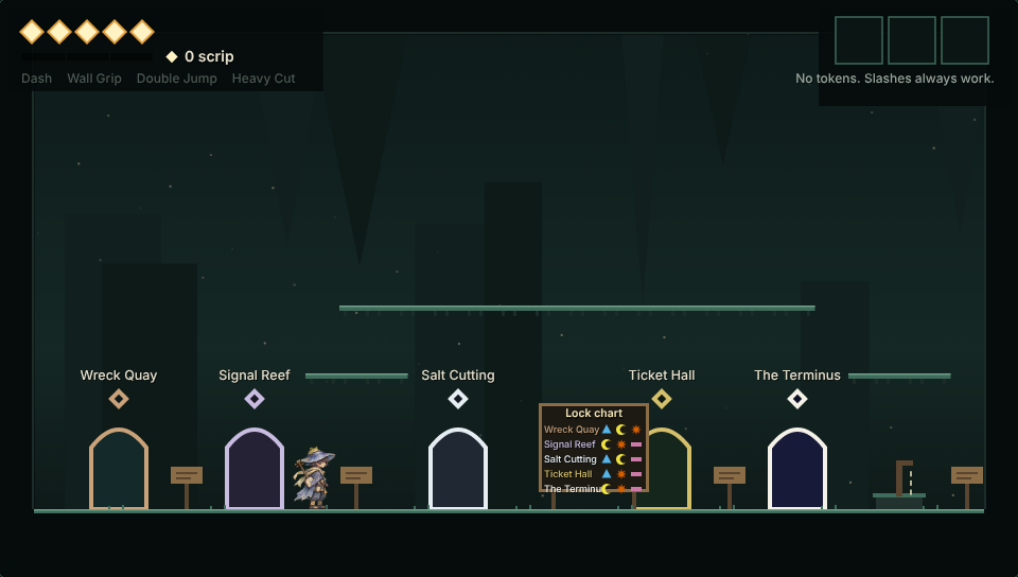 0 scrip
Dash Wall Grip Double Jump Heavy Cut
No tokens. Slashes always work.
Wreck Quay
Signal Reef
Salt Cutting
Ticket Hall
The Terminus
Lock chart
Wreck Quay
Signal Reef
Salt Cutting
Ticket Hall
The Terminu